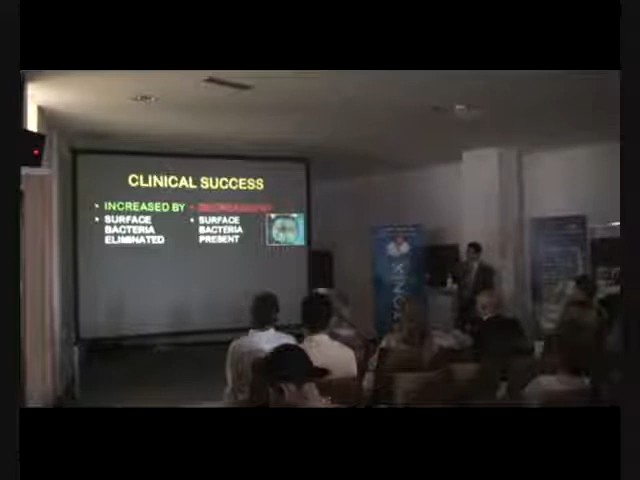 CLINICAL SUCCESS
• INCREASED BY
• SURFACE
BACTERIA
ELIMINATED
• SURFACE
BACTERIA
PRESENT